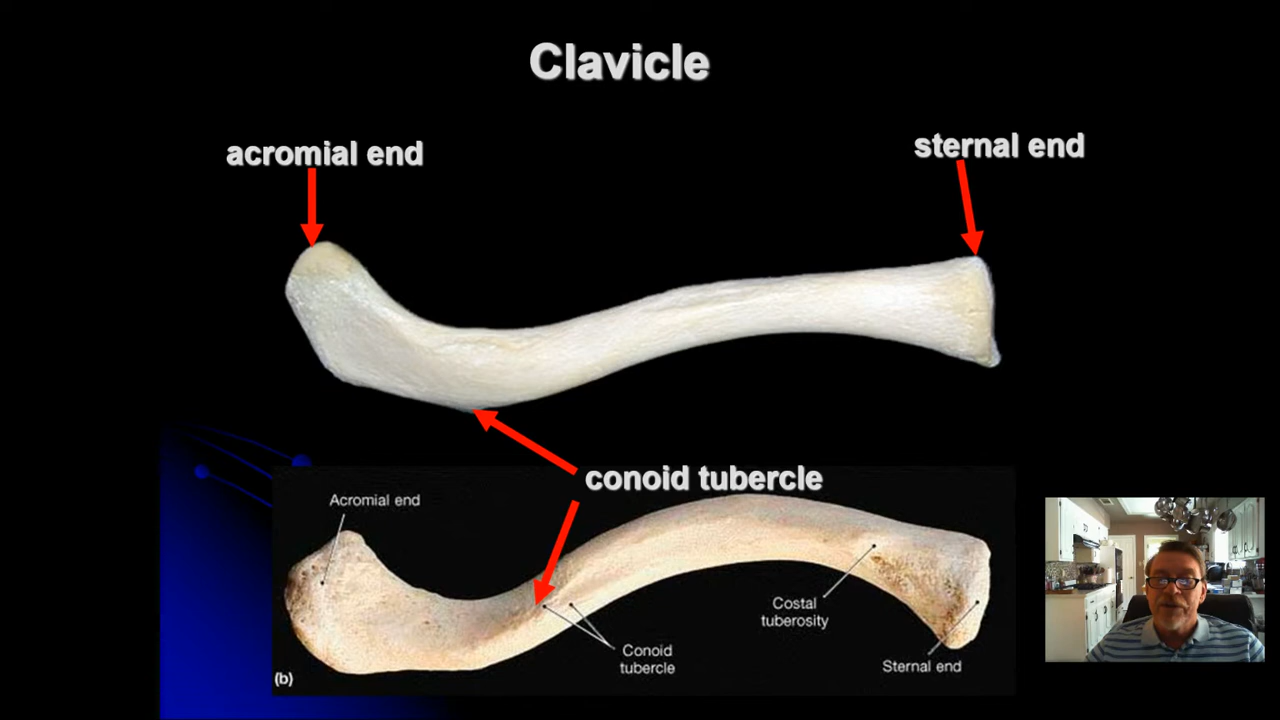 Clavicle
acromial end
sternal end
conoid tubercle
Acromial end
Costal
tuberosity
Conoid
tubercle
Sternal end
(b)